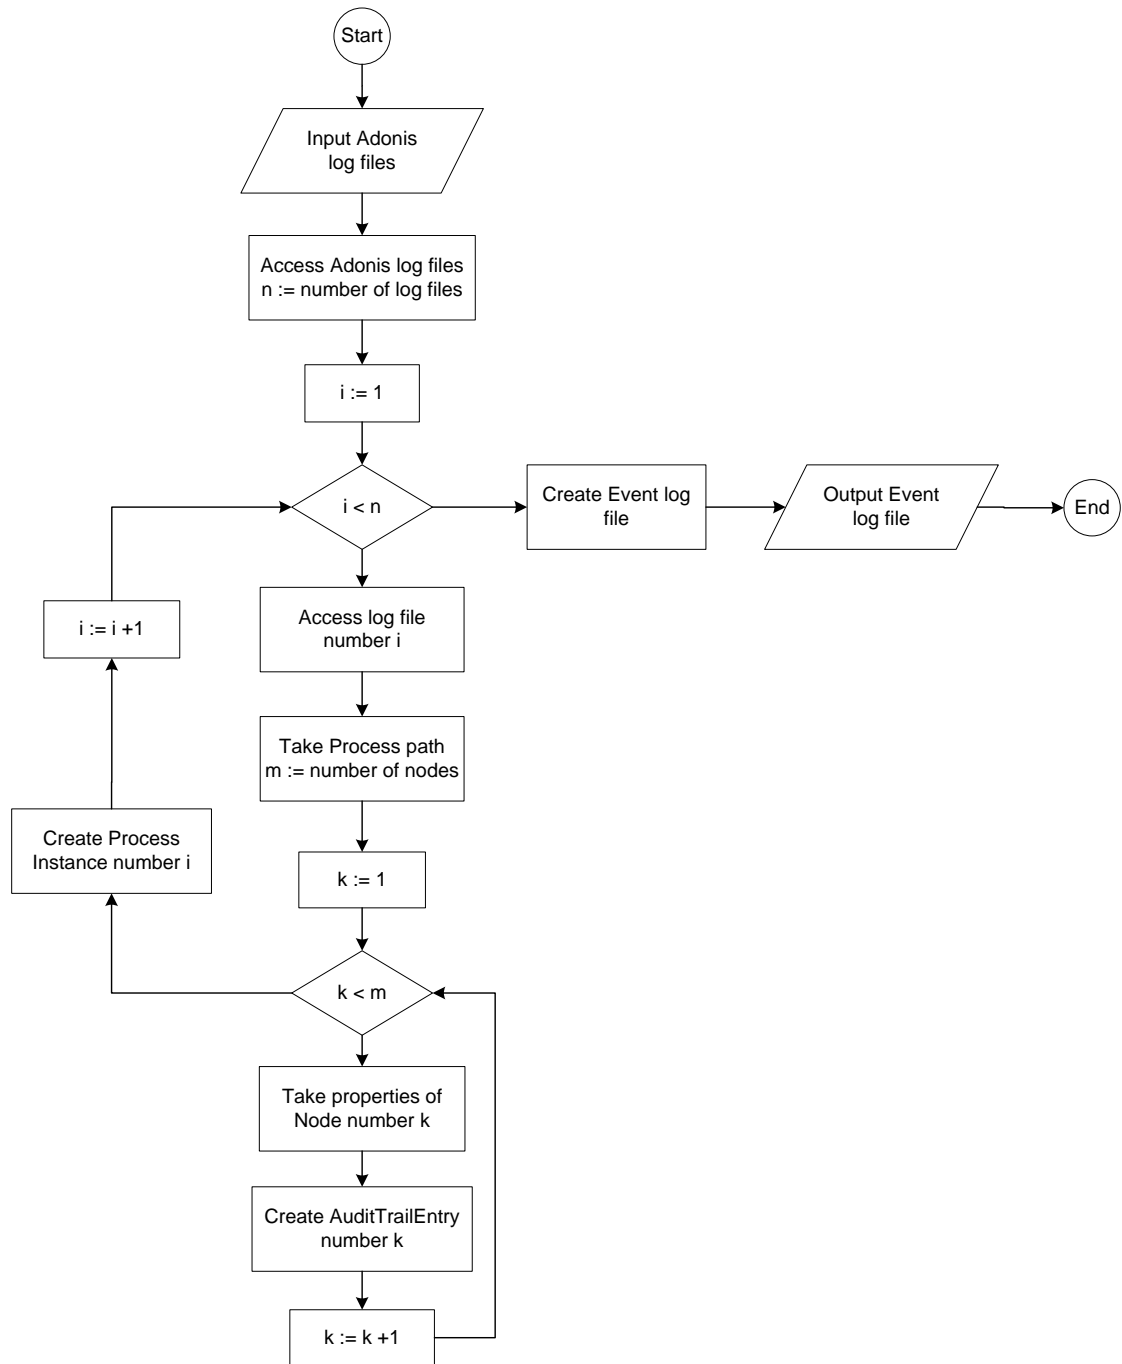 Start
Input Adonis
log files
Access Adonis log files
n := number of log files
i := 1
i < n
Create Event log
file
Output Event
log file
End
Access log file
number i
i := i +1
Take Process path
m := number of nodes
Create Process
Instance number i
k := 1
k < m
Take properties of
Node number k
Create AuditTrailEntry
number k
k := k +1